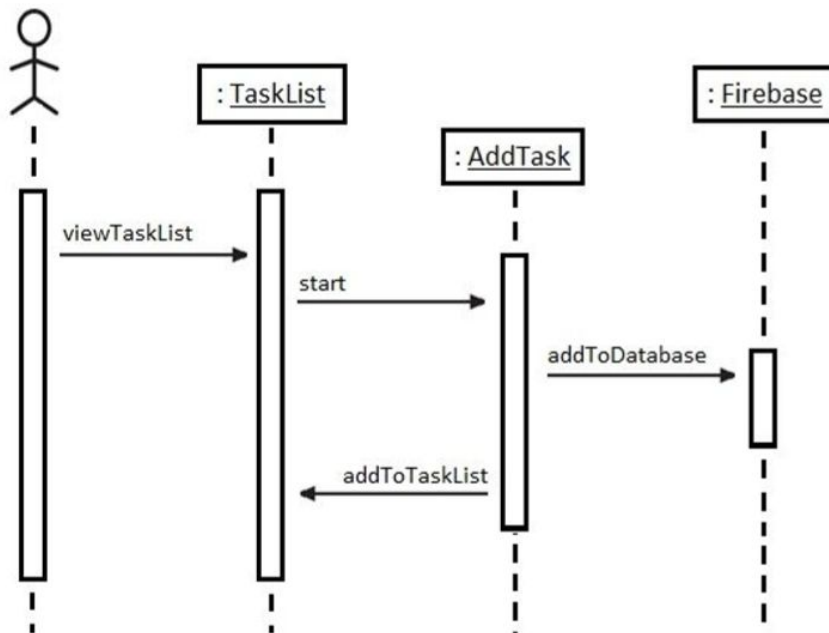 : TaskList
: Firebase
: AddTask
viewTaskList
start
addToDatabase
addToTaskList